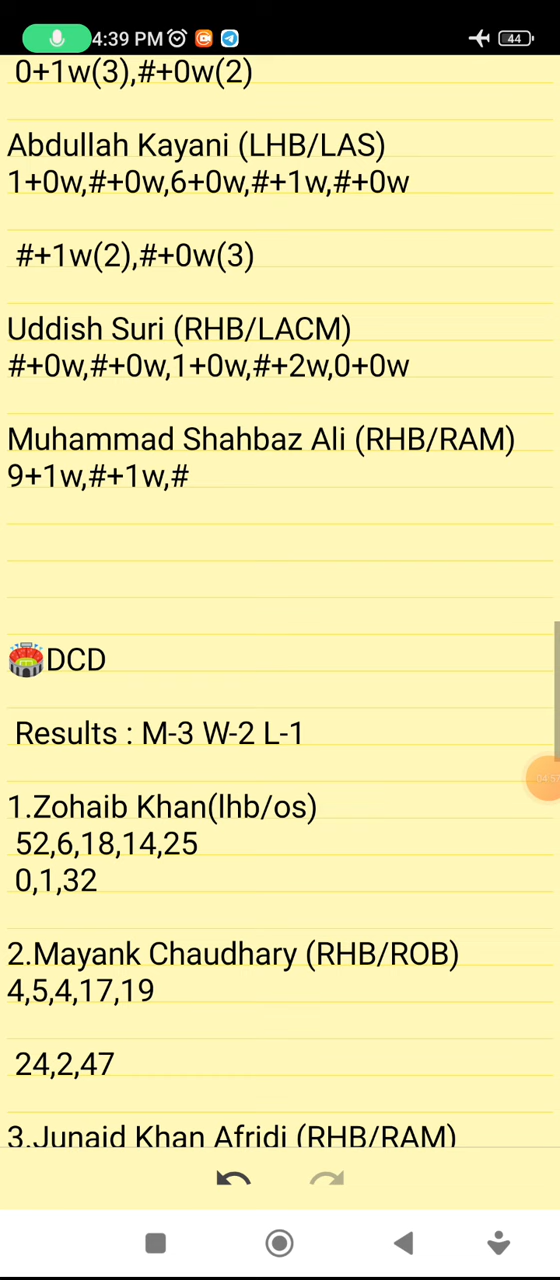 4:39 PM
44
0+1w(3),#+0w(2)
Abdullah Kayani (LHB/LAS)
1+0w,#+0w,6+0w,#+1w,#+0w
#+1w(2),#+0w(3)
Uddish Suri (RHB/LACM)
#+0w,#+0w,1+0w,#+2w,0+0w
Muhammad Shahbaz Ali (RHB/RAM)
9+1w,#+1w,#
🏟DCD
Results : M-3 W-2 L-1
1.Zohaib Khan(lhb/os)
52,6,18,14,25
0,1,32
2.Mayank Chaudhary (RHB/ROB)
4,5,4,17,19
24,2,47
3.Junaid Khan Afridi (RHB/RAM)